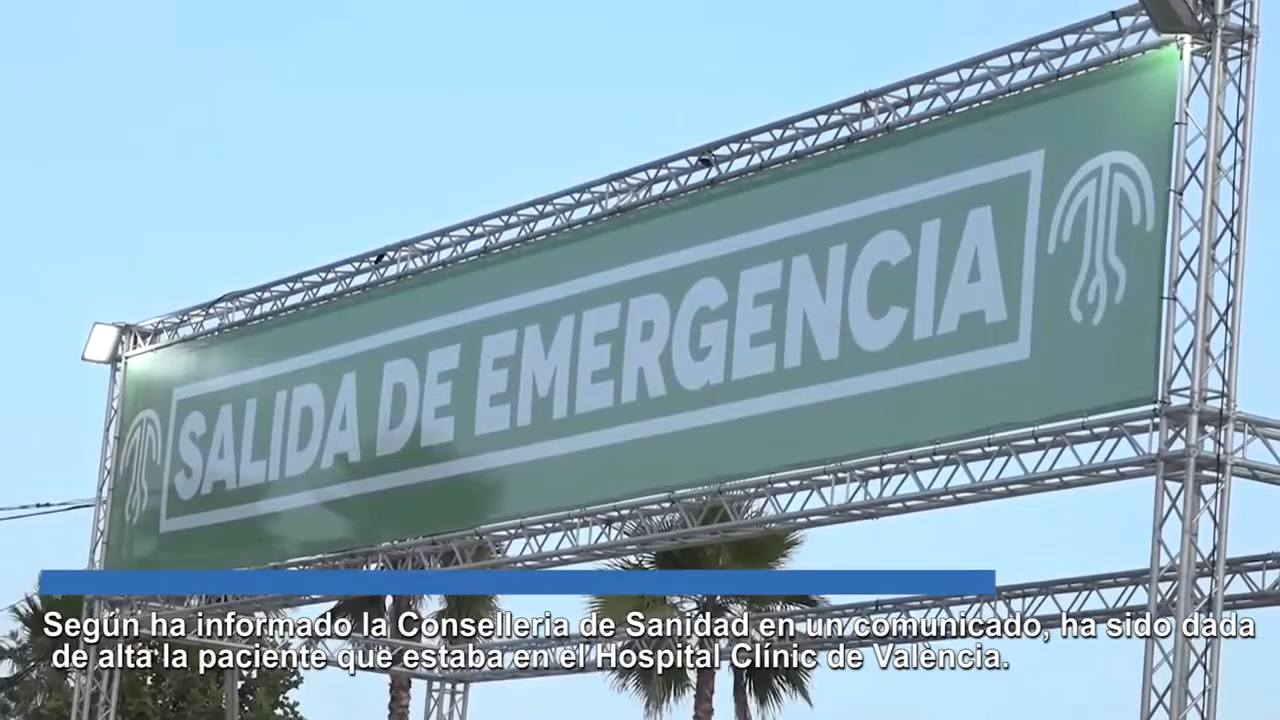 SALIDA DE EMERGENCIA
Según ha informado la Conselleria de Sanidad en un comunicado, ha sido dada
de alta la paciente que estaba en el Hospital Clínic de València.